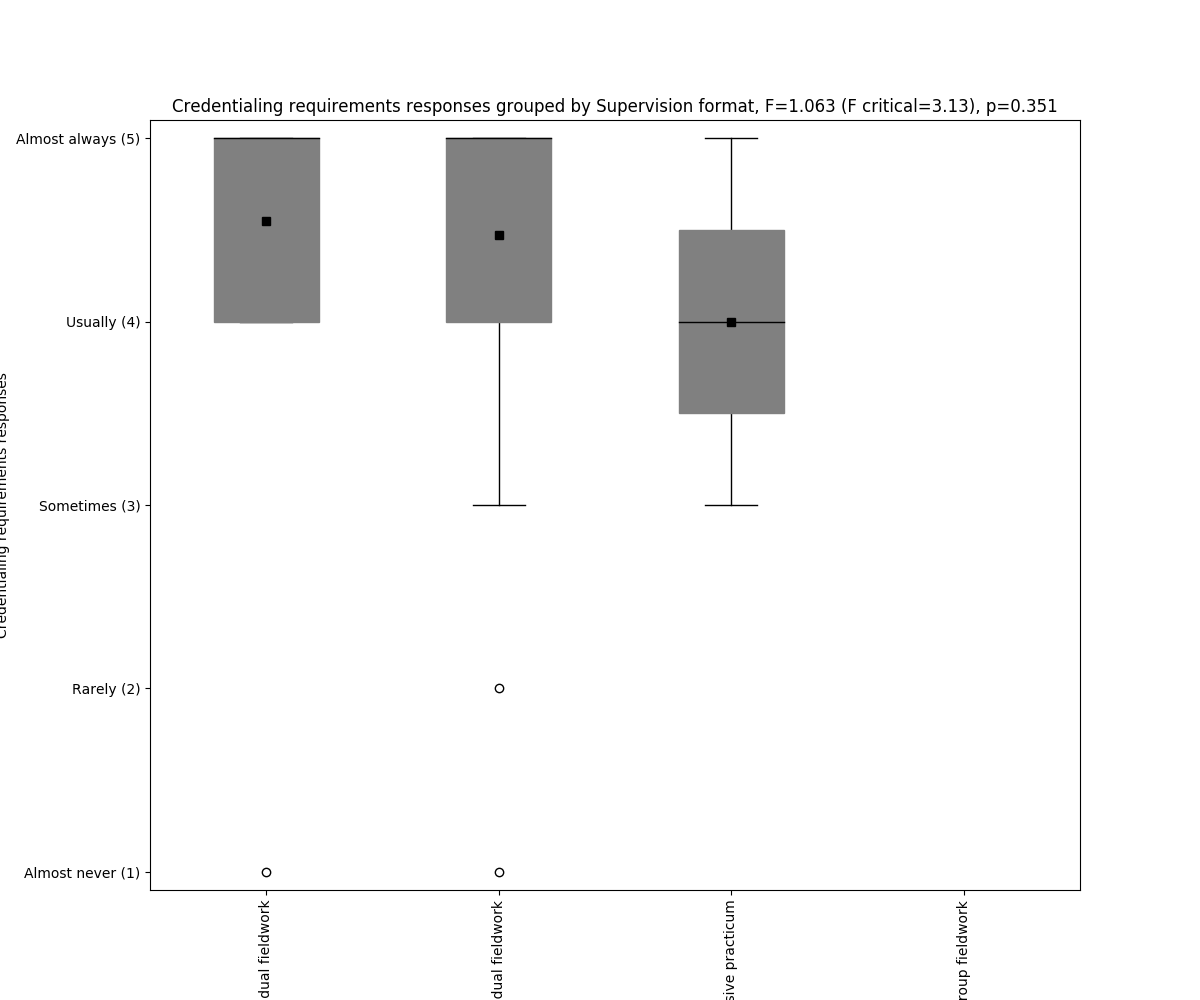 Credentialing requirements responses grouped by Supervision format, F=1.063 (F critical=3.13), p=0.351
Almost always (5)
Usually (4)
Sometimes (3)
Rarely (2)
Almost never (1)
Credentialing requirements responses
dual fieldwork
dual fieldwork
sive practicum
roup fieldwork